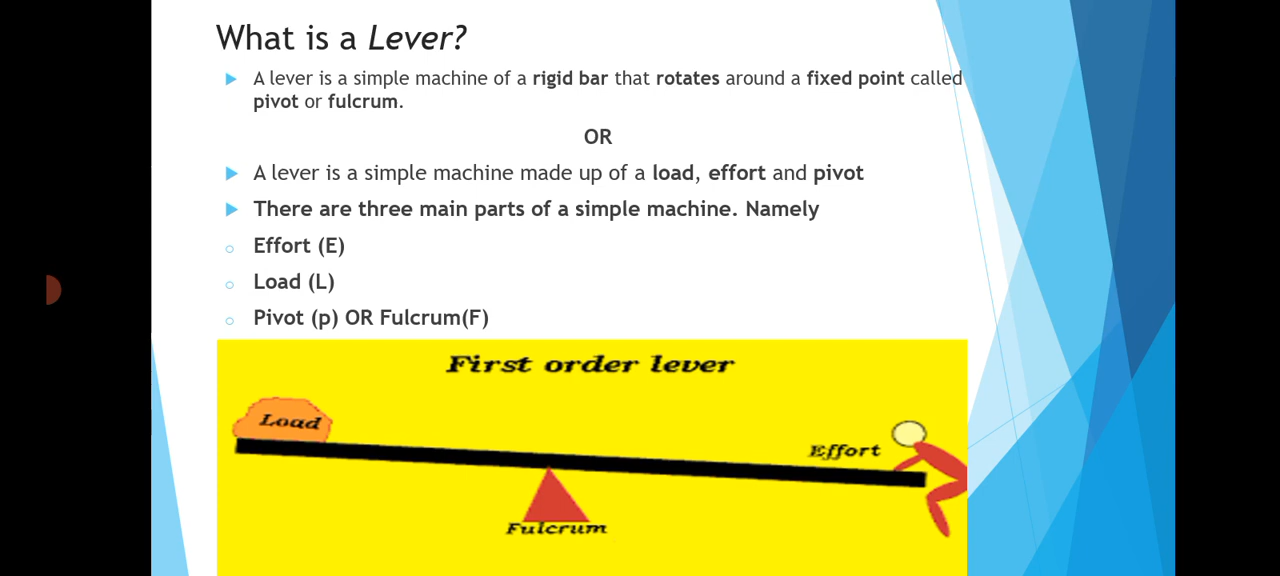 What is a Lever?
A lever is a simple machine of a rigid bar that rotates around a fixed point called
pivot or fulcrum.
OR
A lever is a simple machine made up of a load, effort and pivot
There are three main parts of a simple machine. Namely
Effort (E)
Load (L)
Pivot (p) OR Fulcrum(F)
First order lever
Load
Effort
Fulcrum